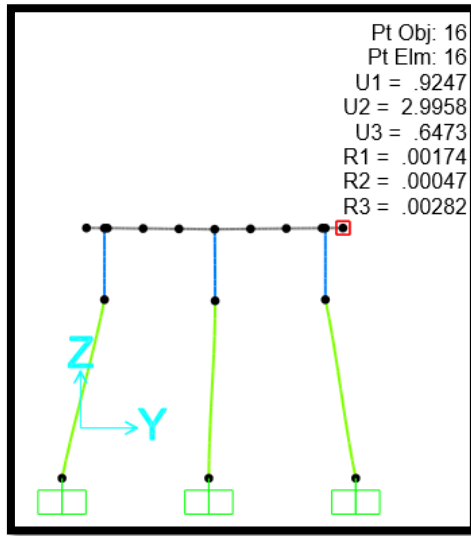 Pt Obj: 16
Pt Elm: 16
U1 = .9247
U2 = 2.9958
U3 = .6473
R1 = .00174
R2 = .00047
R3 = .00282
Z
Y